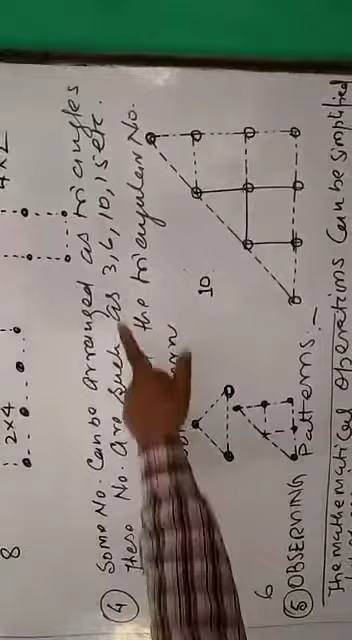 4 x 2
8
2 x 4
④ Some No. Can be arranged as triangles
these No. are such as 3, 6, 10, 15 etc.
the triangular No.
10
6
⑤ OBSERVING Patterns :-
The mathematical operations Can be simplified